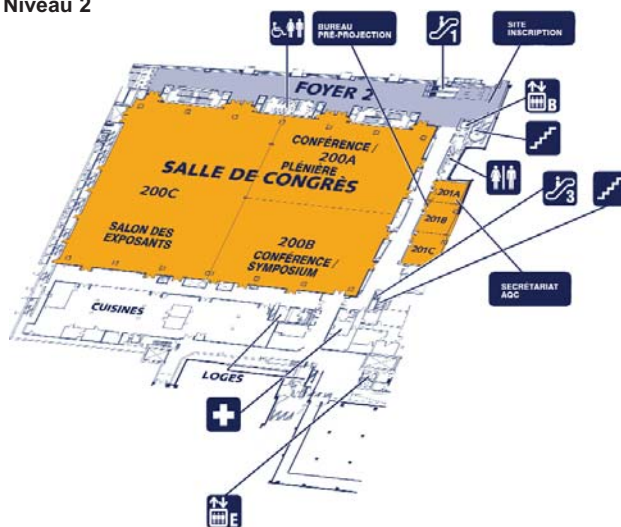 Niveau 2
BUREAU
PRÉ-PROJECTION
1
SITE
INSCRIPTION
FOYER 2
B
CONFÉRENCE /
200A
PLÉNIÈRE
SALLE DE CONGRÈS
200C
201A
3
201B
SALON DES
EXPOSANTS
200B
CONFÉRENCE /
SYMPOSIUM
201C
SECRÉTARIAT
AQC
CUISINES
LOGES
E